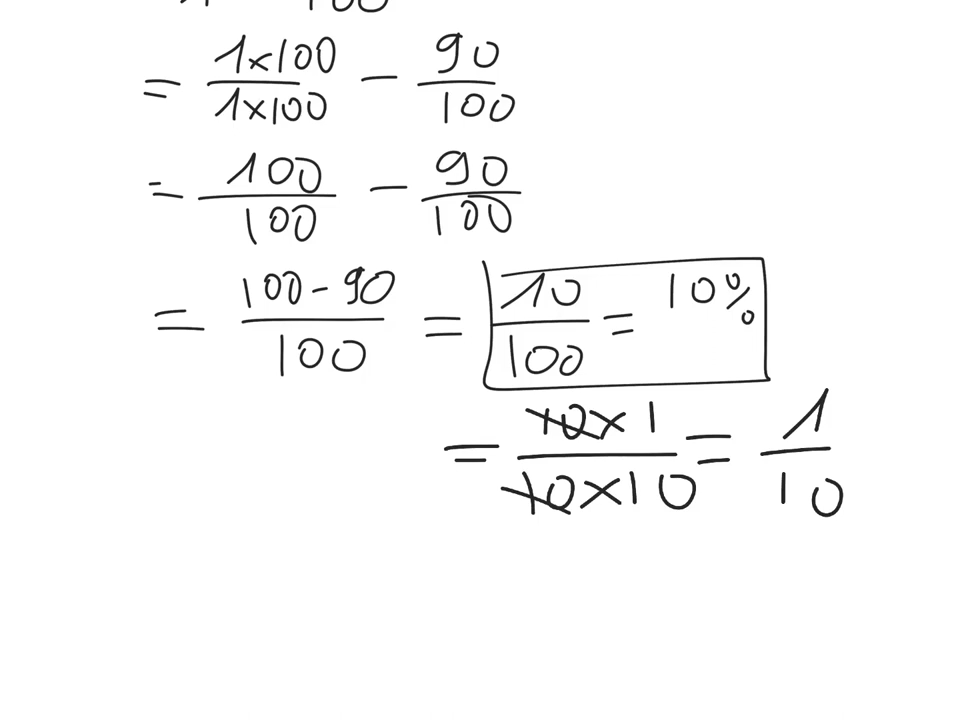 = 1×100/1×100 − 90/100
= 100/100 − 90/100
= 100-90/100 = 10/100 = 10%
= 10×1/10×10 = 1/10